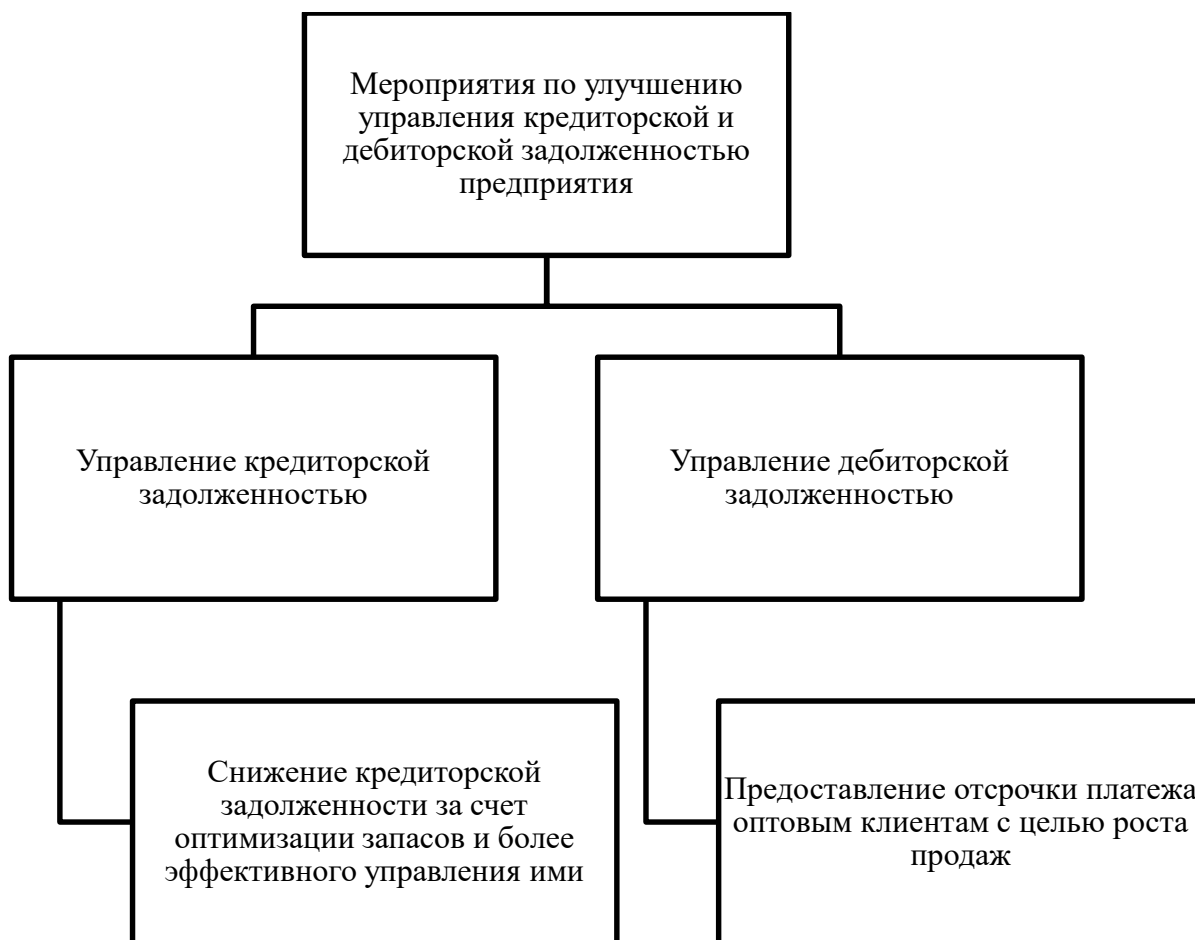 Мероприятия по улучшению
управления кредиторской и
дебиторской задолженностью
предприятия
Управление кредиторской
задолженностью
Управление дебиторской
задолженностью
Снижение кредиторской
задолженности за счет
оптимизации запасов и более
эффективного управления ими
Предоставление отсрочки платежа
оптовым клиентам с целью роста
продаж